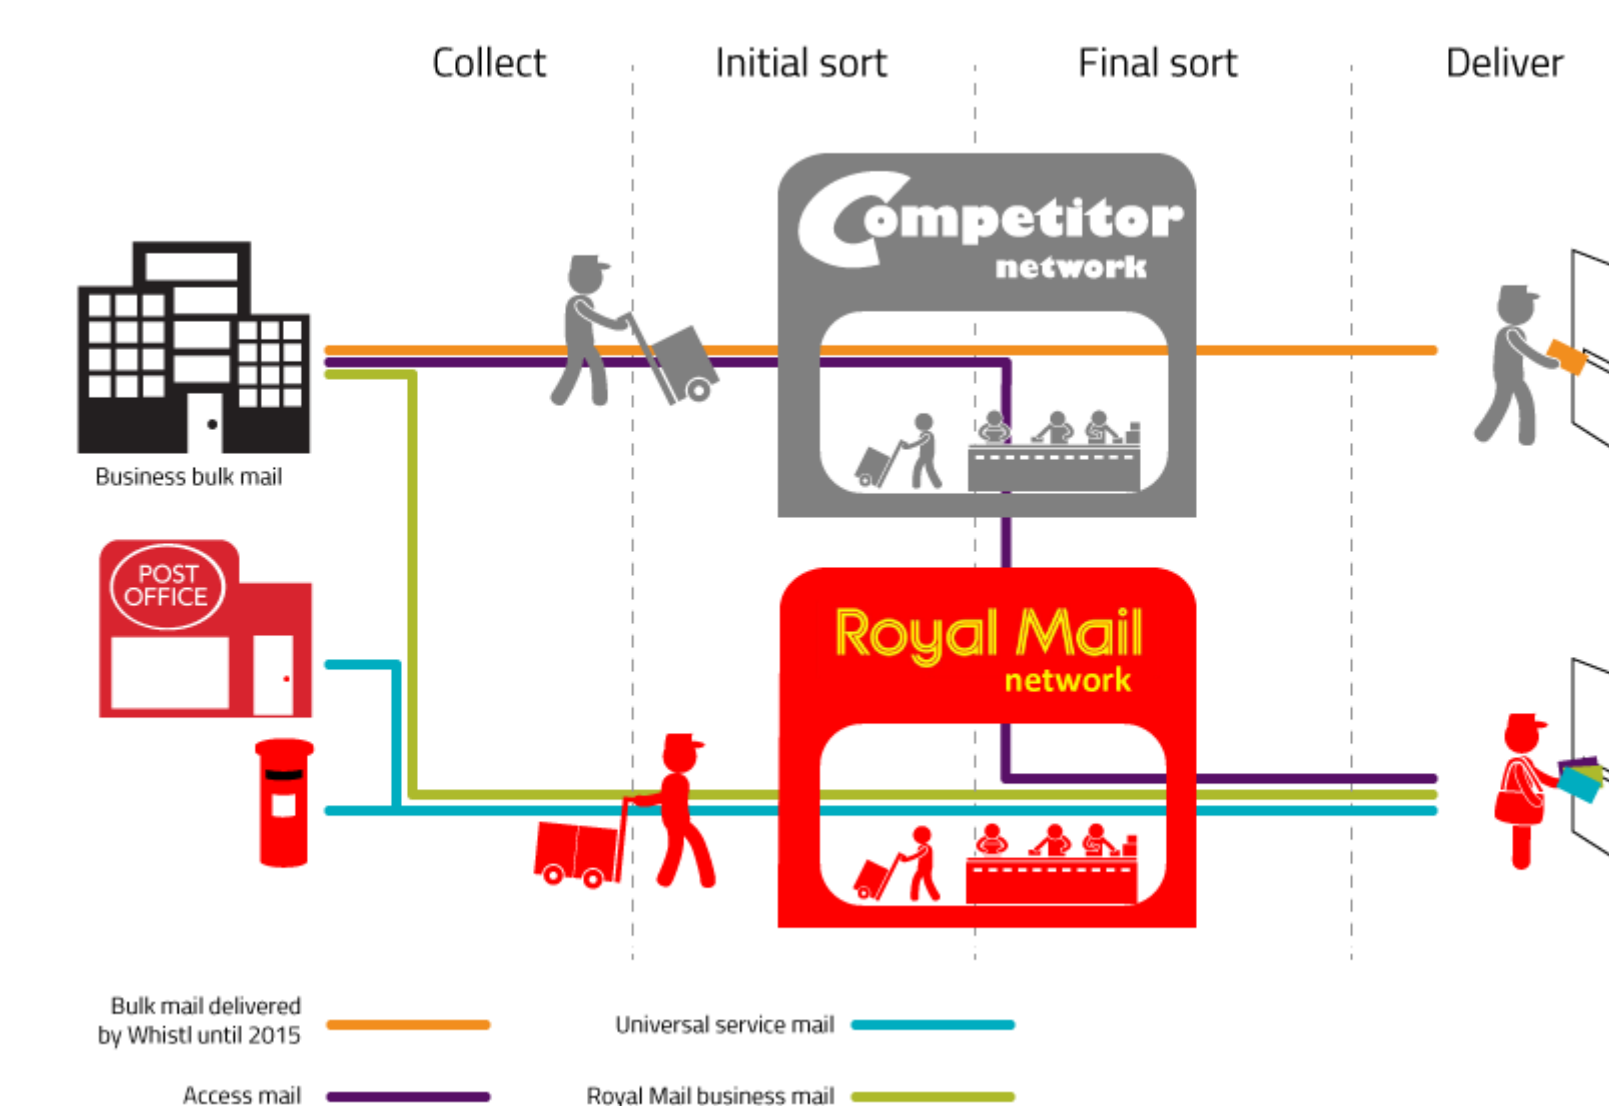 Collect
Initial sort
Final sort
Deliver
Competitor
network
Business bulk mail
POST
OFFICE
Royal Mail
network
Bulk mail delivered
by Whistl until 2015
Universal service mail
Access mail
Royal Mail business mail